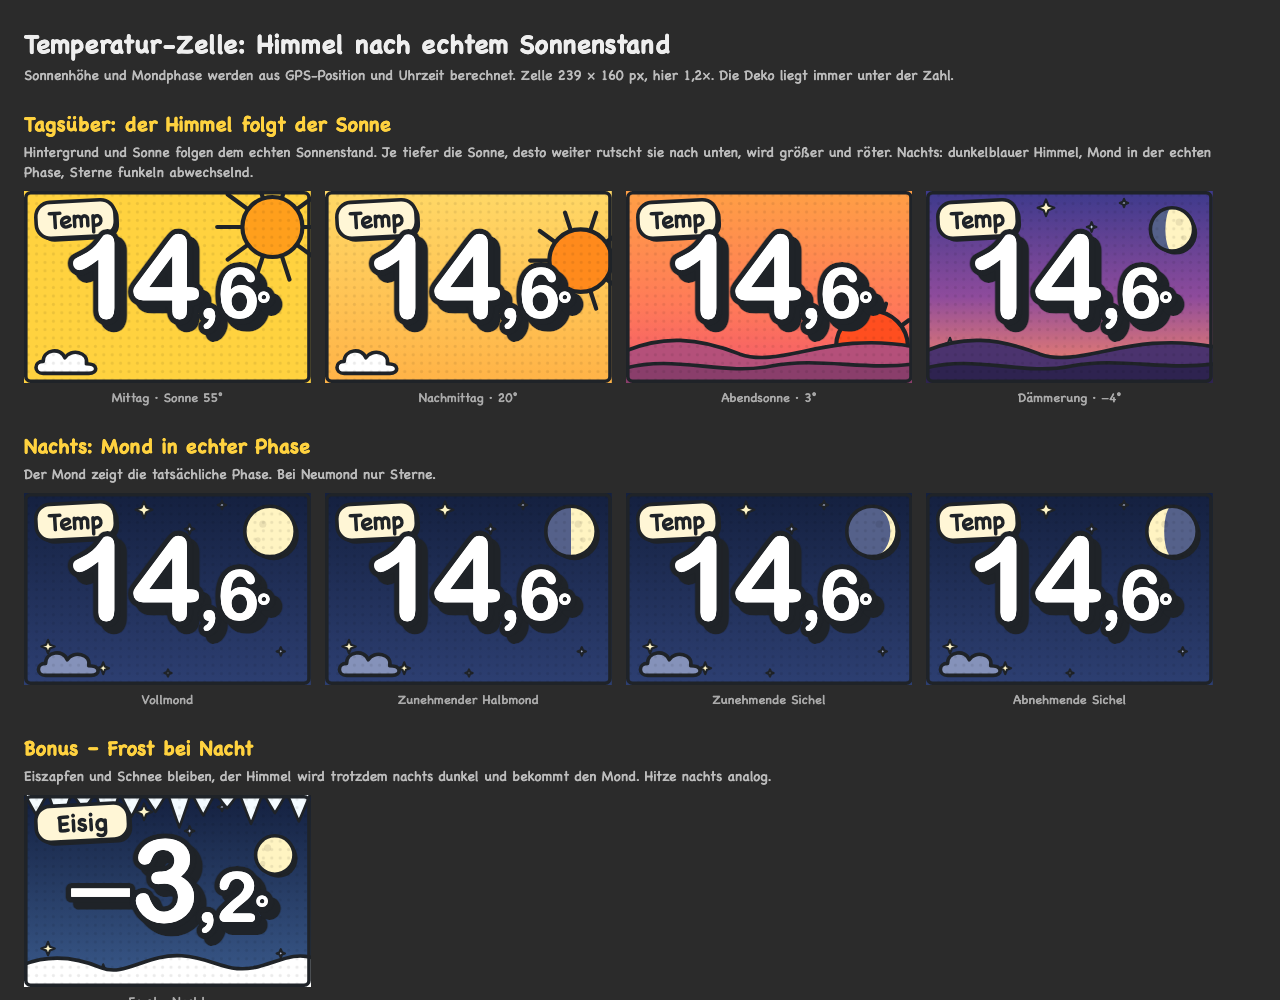 Temperatur-Zelle: Himmel nach echtem Sonnenstand
Sonnenhöhe und Mondphase werden aus GPS-Position und Uhrzeit berechnet. Zelle 239 × 160 px, hier 1,2×. Die Deko liegt immer unter der Zahl.
Tagsüber: der Himmel folgt der Sonne
Hintergrund und Sonne folgen dem echten Sonnenstand. Je tiefer die Sonne, desto weiter rutscht sie nach unten, wird größer und röter. Nachts: dunkelblauer Himmel, Mond in der echten
Phase, Sterne funkeln abwechselnd.
Temp
14,6°
Temp
14,6°
Temp
14,6°
Temp
14,6°
Mittag · Sonne 55°
Nachmittag · 20°
Abendsonne · 3°
Dämmerung · −4°
Nachts: Mond in echter Phase
Der Mond zeigt die tatsächliche Phase. Bei Neumond nur Sterne.
Temp
14,6°
Temp
14,6°
Temp
14,6°
Temp
14,6°
Vollmond
Zunehmender Halbmond
Zunehmende Sichel
Abnehmende Sichel
Bonus – Frost bei Nacht
Eiszapfen und Schnee bleiben, der Himmel wird trotzdem nachts dunkel und bekommt den Mond. Hitze nachts analog.
Eisig
−3,2°